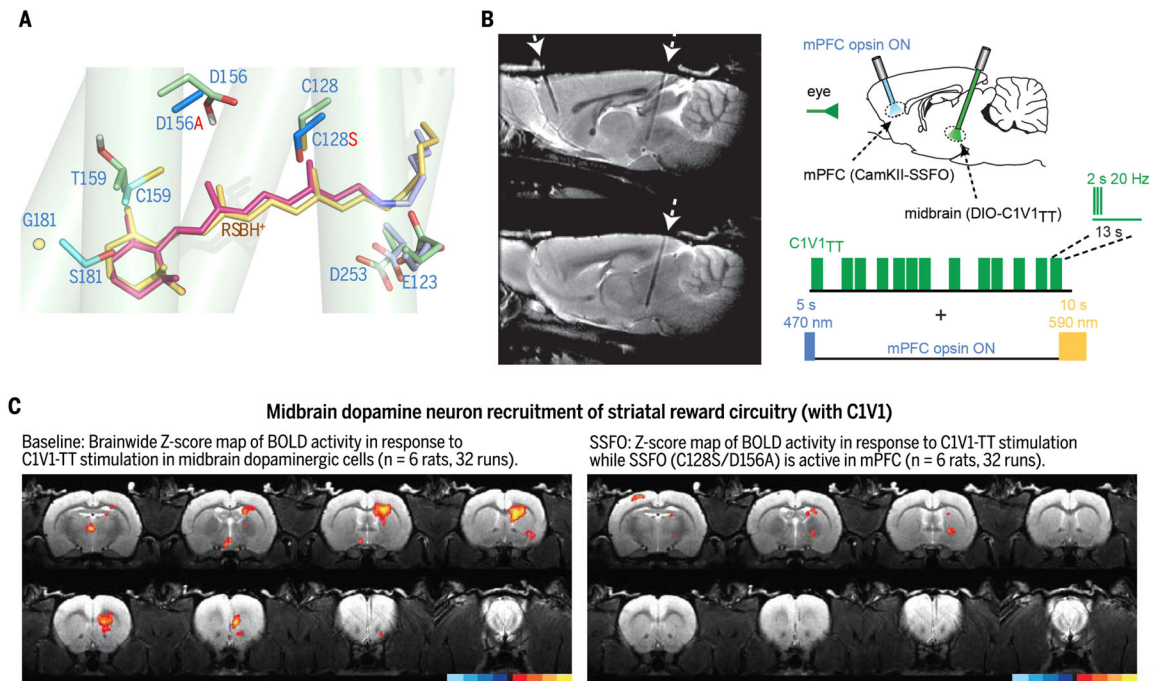 A
D156
D156A
C128
C128S
T159
C159
G181
S181
RSBH+
D253
E123
B
mPFC opsin ON
eye
mPFC (CamKII-SSFO)
midbrain (DIO-C1V1TT)
2 s 20 Hz
13 s
C1V1TT
5 s
470 nm
+
10 s
590 nm
mPFC opsin ON
C
Midbrain dopamine neuron recruitment of striatal reward circuitry (with C1V1)
Baseline: Brainwide Z-score map of BOLD activity in response to
C1V1-TT stimulation in midbrain dopaminergic cells (n = 6 rats, 32 runs).
SSFO: Z-score map of BOLD activity in response to C1V1-TT stimulation
while SSFO (C128S/D156A) is active in mPFC (n = 6 rats, 32 runs).